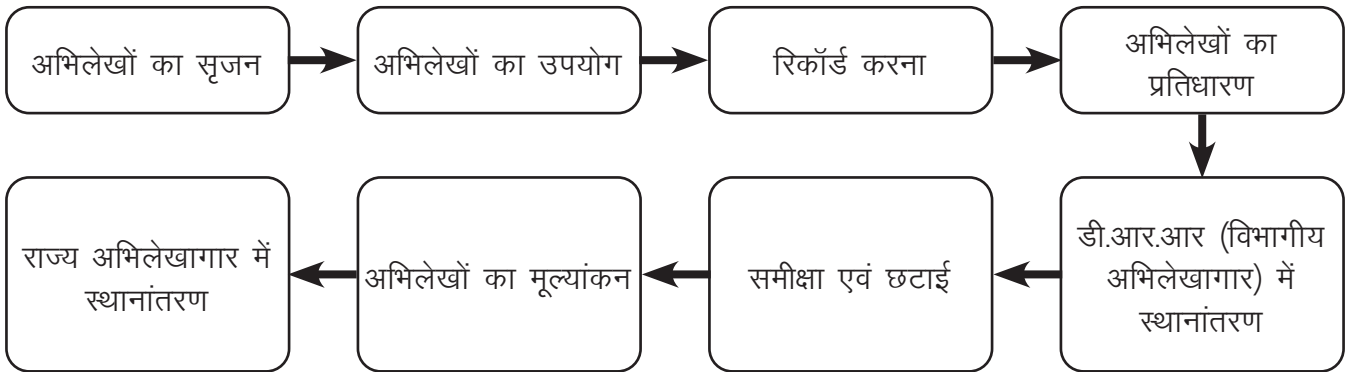 अभिलेखों का सृजन
अभिलेखों का उपयोग
रिकॉर्ड करना
अभिलेखों का
प्रतिधारण
डी.आर.आर (विभागीय
अभिलेखागार) में
स्थानांतरण
समीक्षा एवं छटाई
अभिलेखों का मूल्यांकन
राज्य अभिलेखागार में
स्थानांतरण